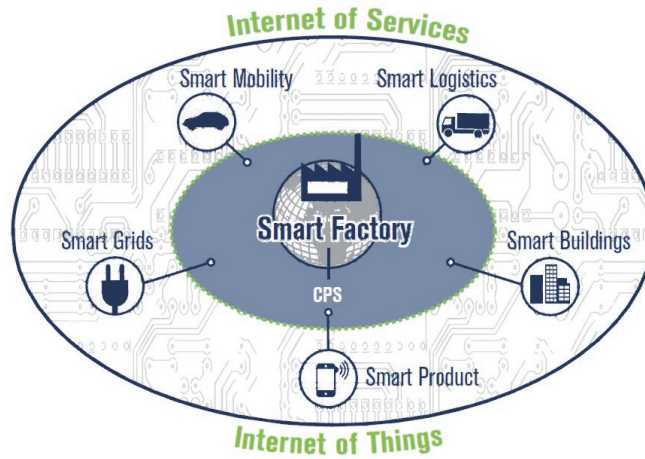 Internet of Services
Smart Mobility
Smart Logistics
Smart Factory
Smart Grids
Smart Buildings
CPS
Smart Product
Internet of Things